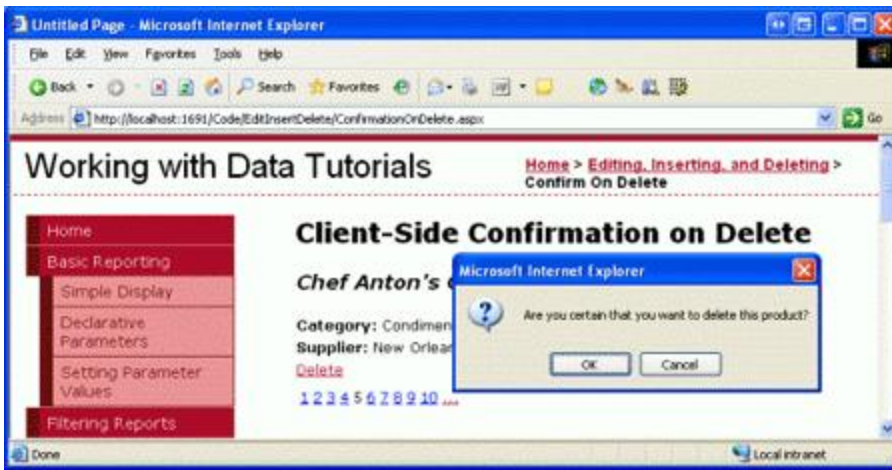 Untitled Page - Microsoft Internet Explorer
File Edit View Favorites Tools Help
Back Search Favorites
Address http://localhost:1691/Code/EditInsertDelete/ConfirmationOnDelete.aspx Go
Working with Data Tutorials
Home > Editing, Inserting, and Deleting >
Confirm On Delete
Home
Basic Reporting
Simple Display
Declarative
Parameters
Setting Parameter
Values
Filtering Reports
Client-Side Confirmation on Delete
Chef Anton's
Category: Condimen
Supplier: New Orlea
Delete
1 2 3 4 5 6 7 8 9 10 ...
Microsoft Internet Explorer
Are you certain that you want to delete this product?
OK Cancel
Done Local intranet